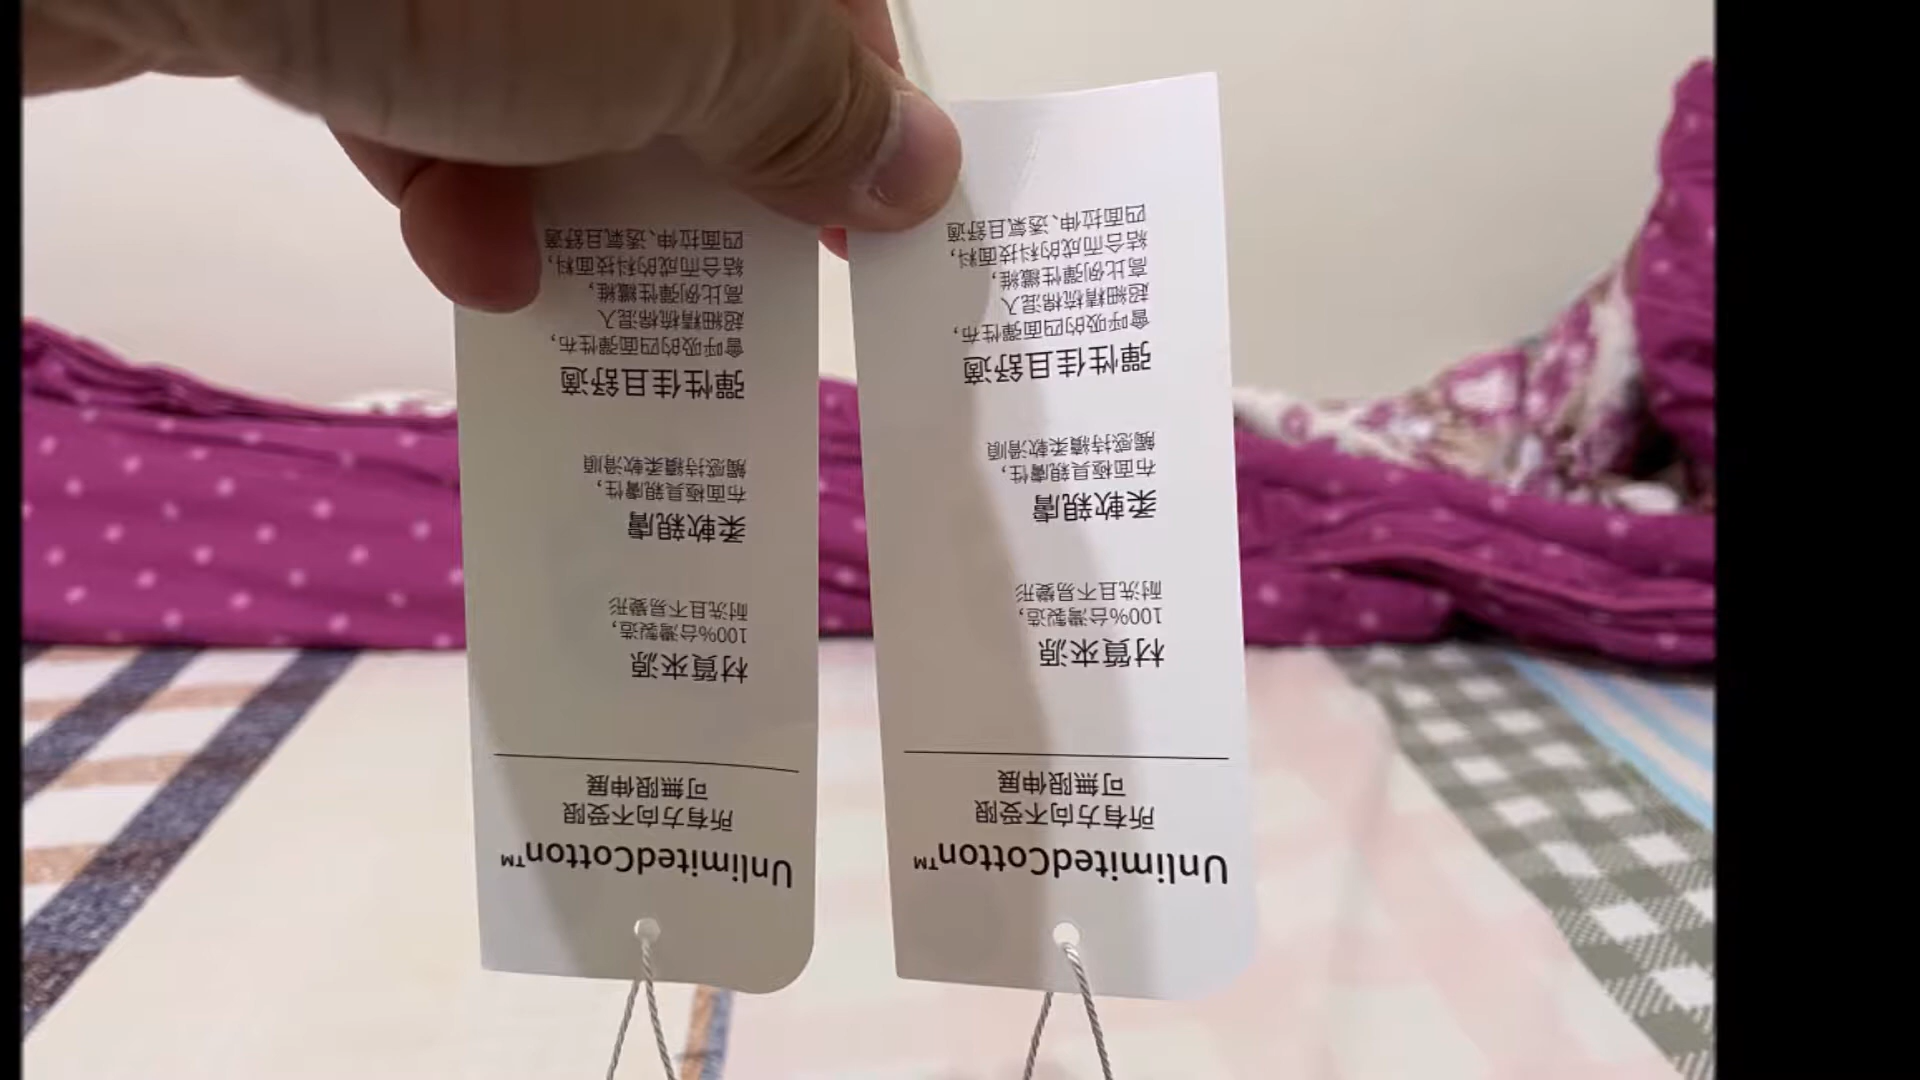 UnlimitedCotton™
所有方向不受限
可無限伸展
材質來源
100%台灣製造,
耐洗且不易變形
柔軟親膚
布面極具親膚性,
觸感持續柔軟滑順
彈性佳且舒適
會呼吸的四面彈性布,
超細精梳棉混入
高比例彈性纖維,
結合而成的科技面料,
四面拉伸、透氣且舒適
UnlimitedCotton™
所有方向不受限
可無限伸展
材質來源
100%台灣製造,
耐洗且不易變形
柔軟親膚
布面極具親膚性,
觸感持續柔軟滑順
彈性佳且舒適
會呼吸的四面彈性布,
超細精梳棉混入
高比例彈性纖維,
結合而成的科技面料,
四面拉伸、透氣且舒適